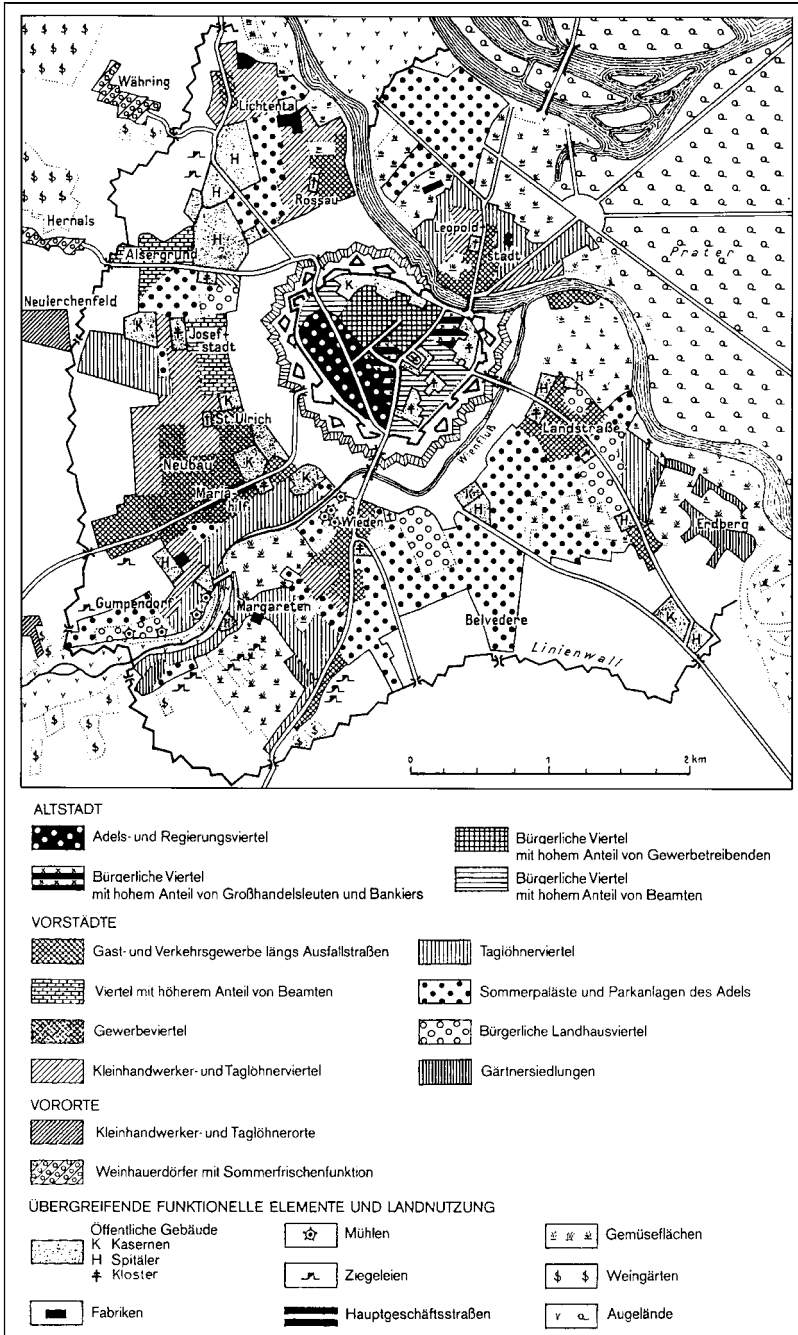 Währing
Lichtenta
H
H
Rossau
Hernals
H
Alsergrund
Leopold-
stadt
Prater
Neulerchenfeld
K
K
Josef-
stadt
K
St. Ulrich
H
H
Landstraße
Neubau
K
Wienfluß
Maria-
hilf
K
Wieden
H
H
Erdberg
H
Gumpendorf
Margareten
Belvedere
K
H
Linienwall
0 1 2 km
ALTSTADT
Adels- und Regierungsviertel
Bürgerliche Viertel
mit hohem Anteil von Gewerbetreibenden
Bürgerliche Viertel
mit hohem Anteil von Großhandelsleuten und Bankiers
Bürgerliche Viertel
mit hohem Anteil von Beamten
VORSTÄDTE
Gast- und Verkehrsgewerbe längs Ausfallstraßen
Taglöhnerviertel
Viertel mit höherem Anteil von Beamten
Sommerpaläste und Parkanlagen des Adels
Gewerbeviertel
Bürgerliche Landhausviertel
Kleinhandwerker- und Taglöhnerviertel
Gärtnersiedlungen
VORORTE
Kleinhandwerker- und Taglöhnerorte
Weinhauerdörfer mit Sommerfrischenfunktion
ÜBERGREIFENDE FUNKTIONELLE ELEMENTE UND LANDNUTZUNG
Öffentliche Gebäude
K Kasernen
H Spitäler
Kloster
Mühlen
Gemüseflächen
Ziegeleien
Weingärten
Fabriken
Hauptgeschäftsstraßen
Augelände